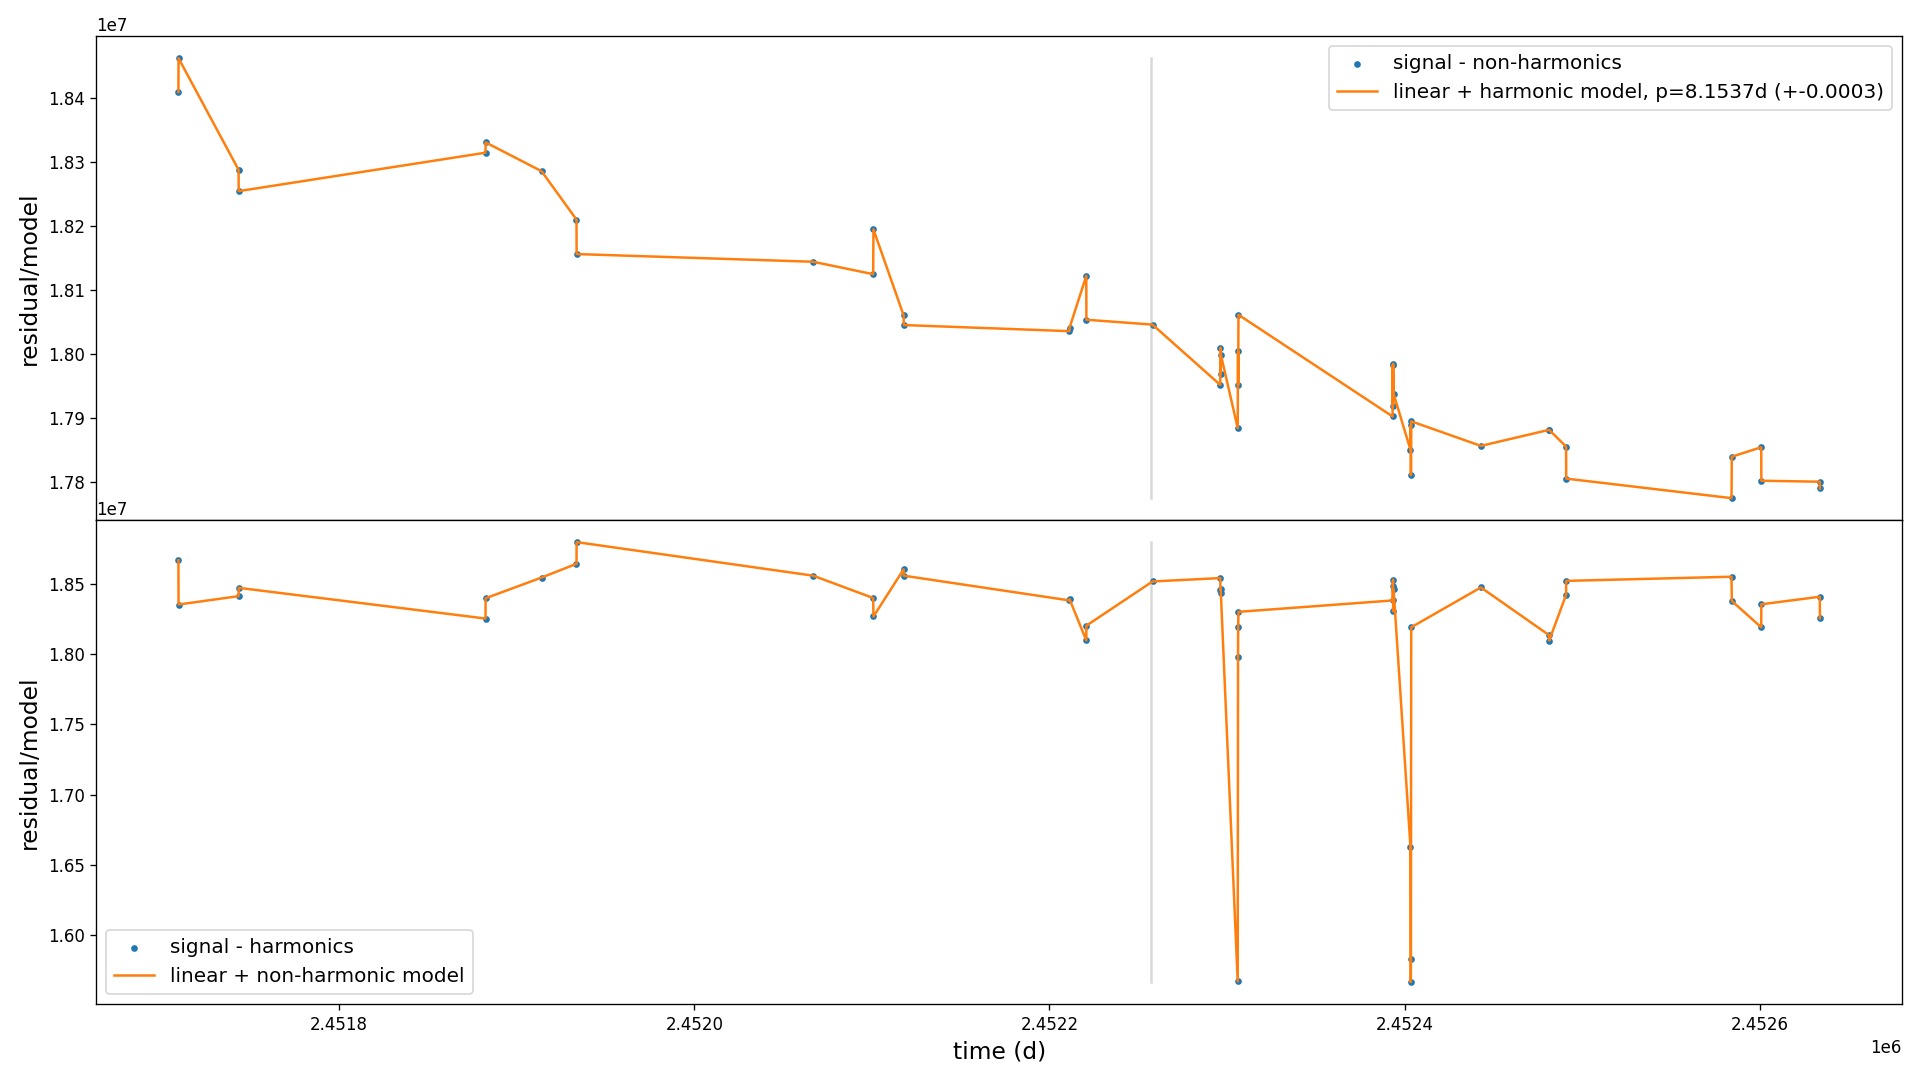 1e7
signal - non-harmonics
linear + harmonic model, p=8.1537d (+-0.0003)
1.84
1.83
1.82
1.81
1.80
1.79
1.78
residual/model
1e7
1.85
1.80
1.75
1.70
1.65
1.60
residual/model
signal - harmonics
linear + non-harmonic model
2.4518
2.4520
2.4522
2.4524
2.4526
time (d)
1e6